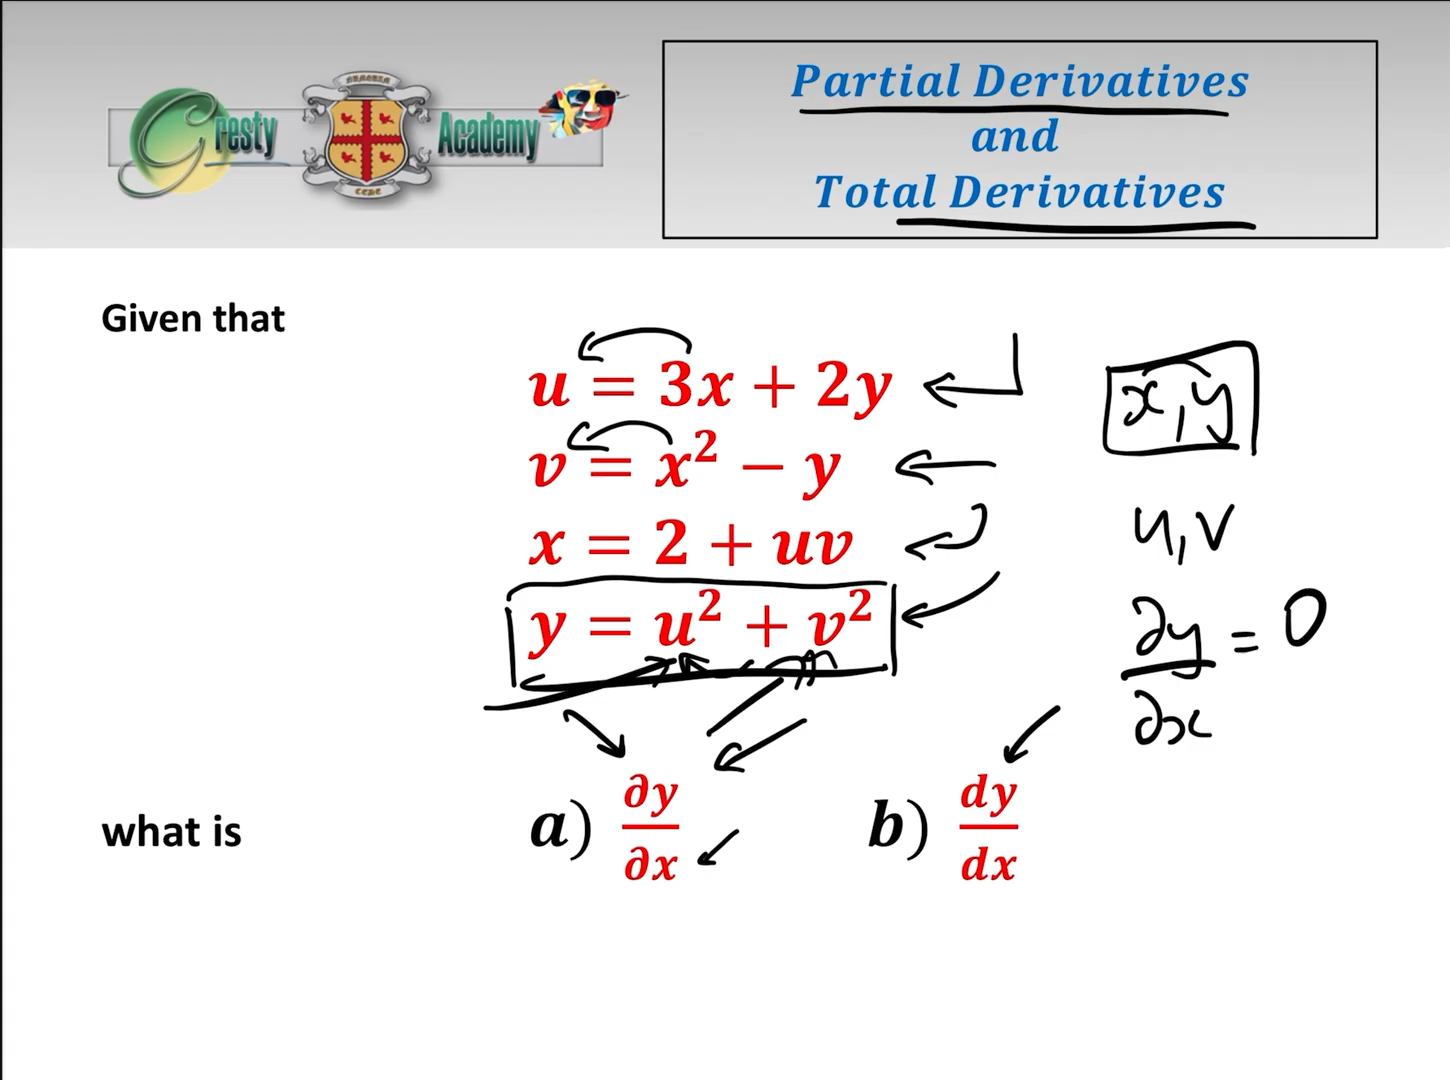 Gresty Academy
Partial Derivatives
and
Total Derivatives
Given that
u = 3x + 2y
v = x² − y
x = 2 + uv
y = u² + v²
x, y
u, v
∂y/∂x = 0
what is
a) ∂y/∂x b) dy/dx